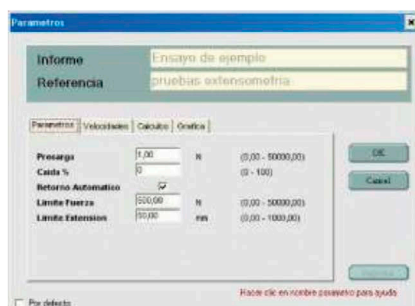 Parametros
Informe Ensayo de ejemplo
Referencia pruebas extensometria
Parametros Velocidades Calculos Grafica
Precarga 1,00 N (0,00 - 50000,00)
Caida % 0 (0 - 100)
Retorno Automatico
Limite Fuerza 500,00 N (0,00 - 50000,00)
Limite Extension 50,00 mm (0,00 - 1000,00)
OK
Cancel
Hacer clic en nombre parametro para ayuda
Por defecto